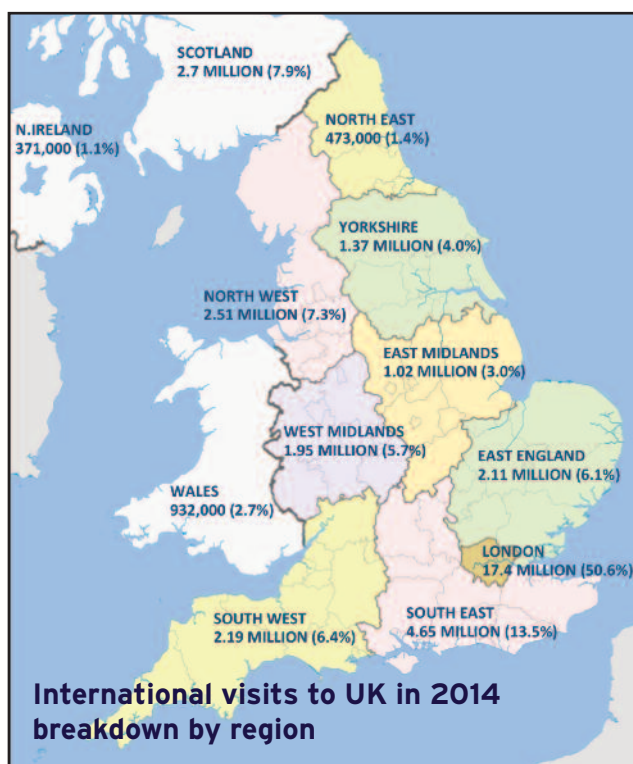 SCOTLAND
2.7 MILLION (7.9%)
N.IRELAND
371,000 (1.1%)
NORTH EAST
473,000 (1.4%)
YORKSHIRE
1.37 MILLION (4.0%)
NORTH WEST
2.51 MILLION (7.3%)
EAST MIDLANDS
1.02 MILLION (3.0%)
WEST MIDLANDS
1.95 MILLION (5.7%)
EAST ENGLAND
2.11 MILLION (6.1%)
WALES
932,000 (2.7%)
LONDON
17.4 MILLION (50.6%)
SOUTH WEST
2.19 MILLION (6.4%)
SOUTH EAST
4.65 MILLION (13.5%)
International visits to UK in 2014
breakdown by region